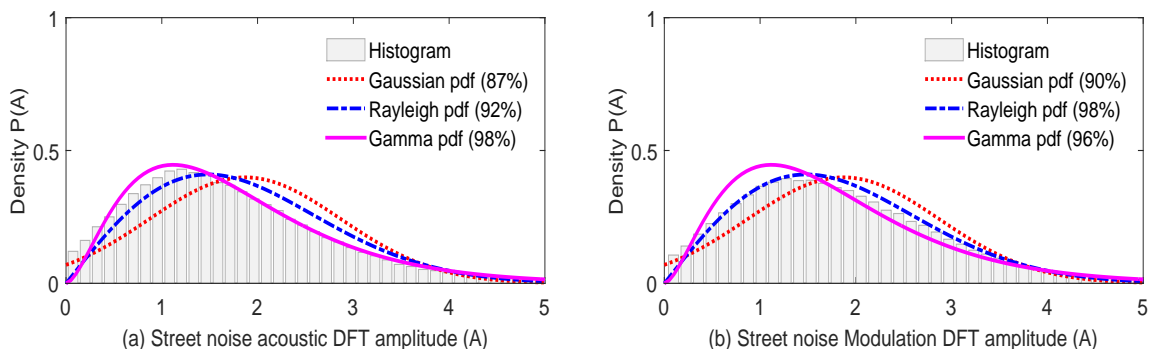 1
0.5
0
Density P(A)
Histogram
Gaussian pdf (87%)
Rayleigh pdf (92%)
Gamma pdf (98%)
0 1 2 3 4 5
(a) Street noise acoustic DFT amplitude (A)
1
0.5
0
Density P(A)
Histogram
Gaussian pdf (90%)
Rayleigh pdf (98%)
Gamma pdf (96%)
0 1 2 3 4 5
(b) Street noise Modulation DFT amplitude (A)